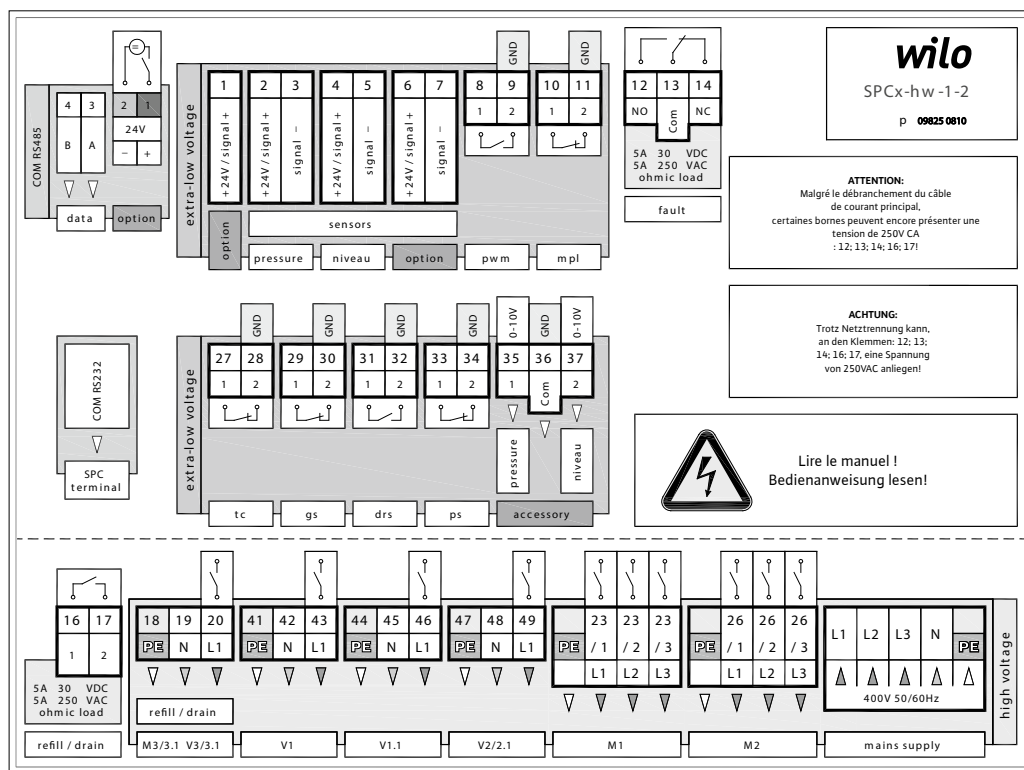 wilo
SPCx-hw -1-2
p 09825 0810
GND
GND
COM RS485
4 3 2 1
24V
B A − +
data option
extra-low voltage
1 2 3 4 5 6 7 8 9 10 11
1 2 1 2
+24V / signal +
+24V / signal +
signal −
+24V / signal +
signal −
+24V / signal +
signal −
option
sensors
pressure niveau option pwm mpl
12 13 14
NO Com NC
5A 30 VDC
5A 250 VAC
ohmic load
fault
ATTENTION:
Malgré le débranchement du câble
de courant principal,
certaines bornes peuvent encore présenter une
tension de 250V CA
: 12; 13; 14; 16; 17!
ACHTUNG:
Trotz Netztrennung kann,
an den Klemmen: 12; 13;
14; 16; 17, eine Spannung
von 250VAC anliegen!
Lire le manuel !
Bedienanweisung lesen!
COM RS232
SPC
terminal
extra-low voltage
GND GND GND GND 0-10V GND 0-10V
27 28 29 30 31 32 33 34 35 36 37
1 2 1 2 1 2 1 2 1 Com 2
pressure niveau
tc gs drs ps accessory
16 17
1 2
5A 30 VDC
5A 250 VAC
ohmic load
refill / drain
18 19 20 41 42 43 44 45 46 47 48 49 23 23 23 26 26 26
PE N L1 PE N L1 PE N L1 PE N L1 PE / 1 / 2 / 3 PE / 1 / 2 / 3
L1 L2 L3 L1 L2 L3
L1 L2 L3 N PE
400V 50/60Hz
refill / drain
M3/3.1 V3/3.1 V1 V1.1 V2/2.1 M1 M2 mains supply
high voltage